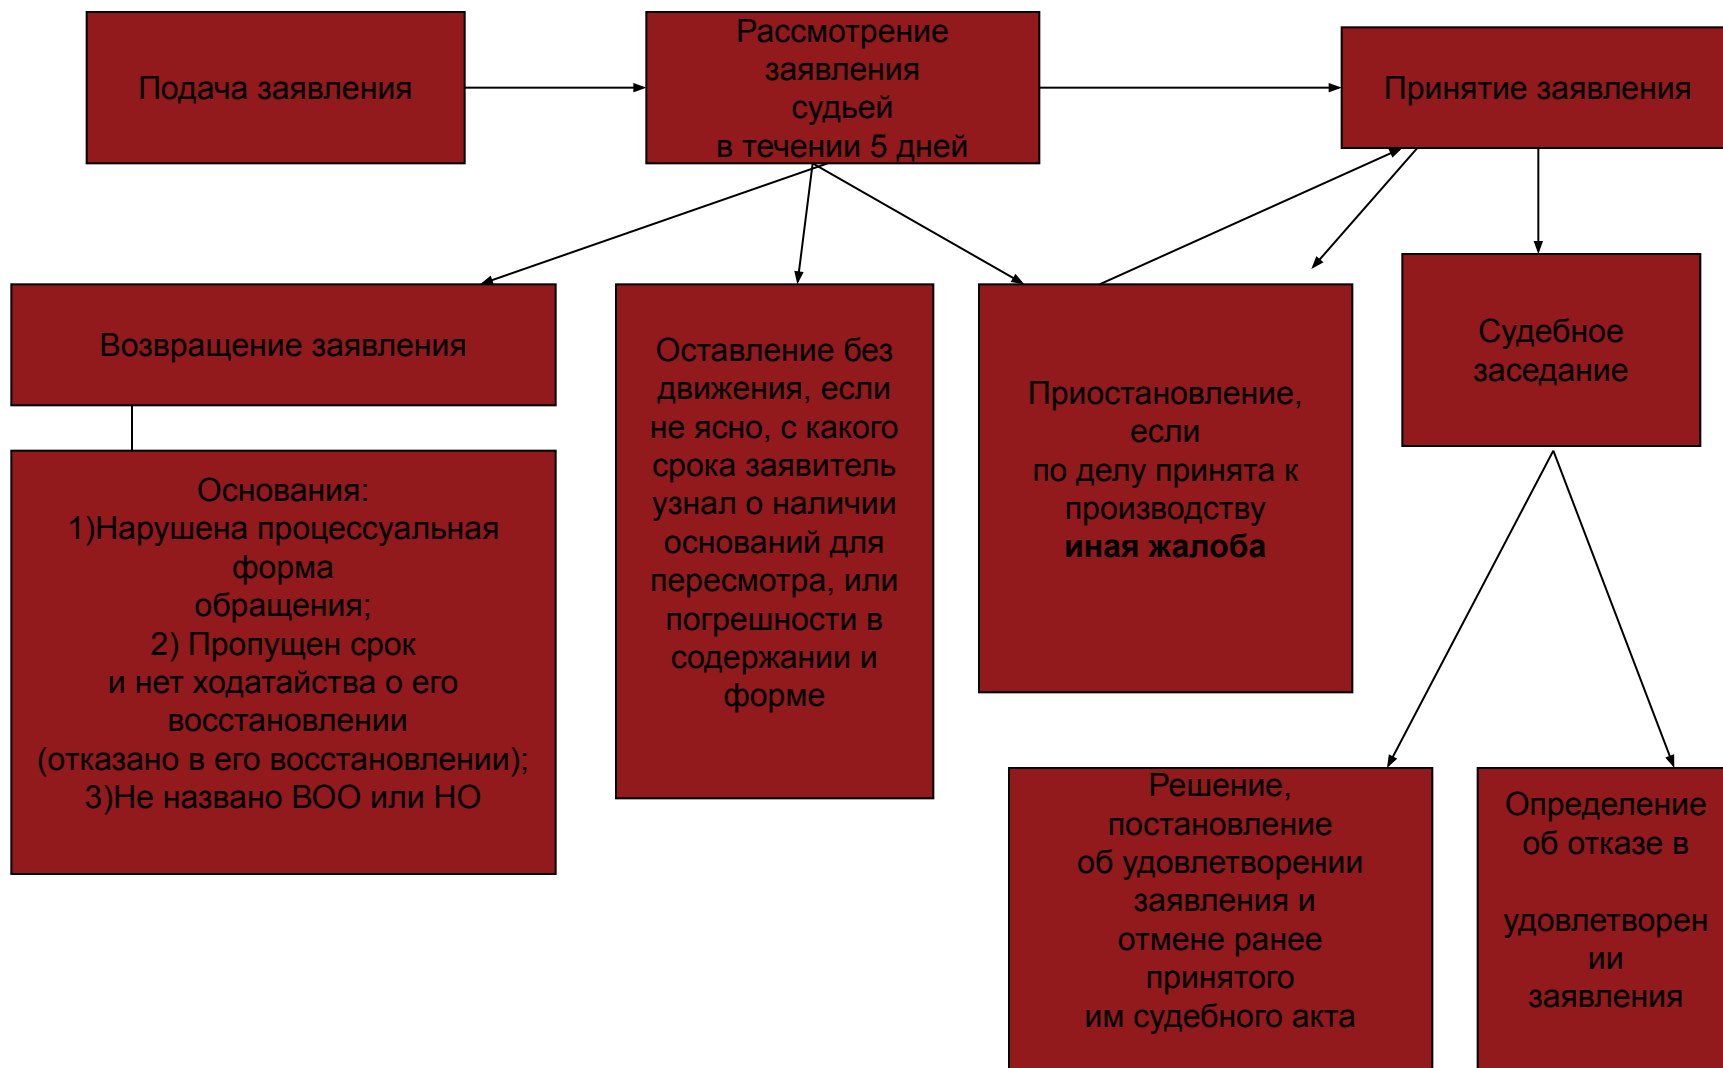 Подача заявления
Рассмотрение
заявления
судьей
в течении 5 дней
Принятие заявления
Возвращение заявления
Оставление без
движения, если
не ясно, с какого
срока заявитель
узнал о наличии
оснований для
пересмотра, или
погрешности в
содержании и
форме
Приостановление,
если
по делу принята к
производству
иная жалоба
Судебное
заседание
Основания:
1)Нарушена процессуальная
форма
обращения;
2) Пропущен срок
и нет ходатайства о его
восстановлении
(отказано в его восстановлении);
3)Не названо ВОО или НО
Решение,
постановление
об удовлетворении
заявления и
отмене ранее
принятого
им судебного акта
Определение
об отказе в
удовлетворен
ии
заявления